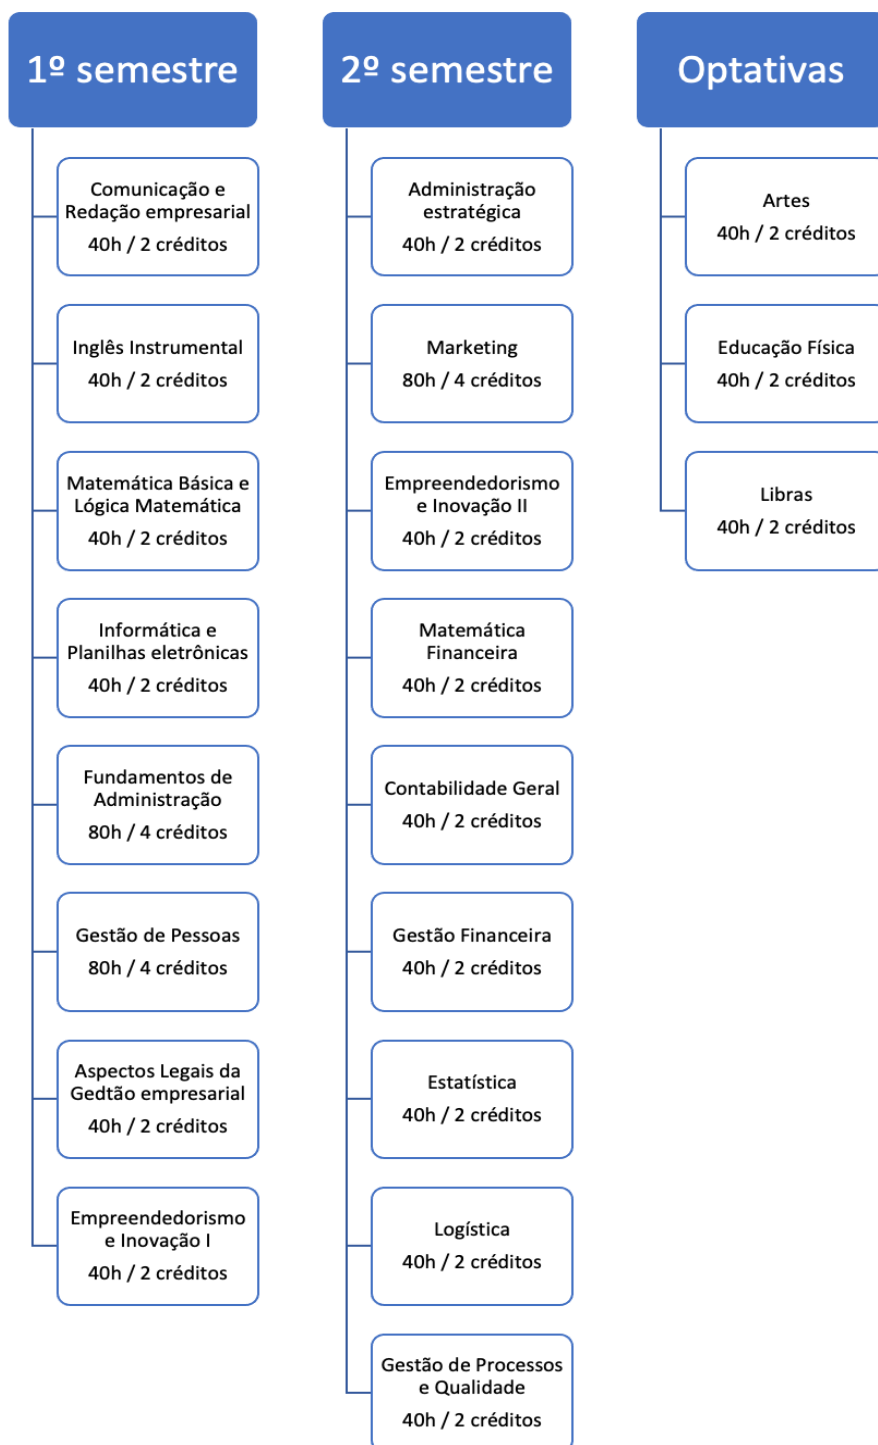 1º semestre
Comunicação e
Redação empresarial
40h / 2 créditos
Inglês Instrumental
40h / 2 créditos
Matemática Básica e
Lógica Matemática
40h / 2 créditos
Informática e
Planilhas eletrônicas
40h / 2 créditos
Fundamentos de
Administração
80h / 4 créditos
Gestão de Pessoas
80h / 4 créditos
Aspectos Legais da
Gedtão empresarial
40h / 2 créditos
Empreendedorismo
e Inovação I
40h / 2 créditos
2º semestre
Administração
estratégica
40h / 2 créditos
Marketing
80h / 4 créditos
Empreendedorismo
e Inovação II
40h / 2 créditos
Matemática
Financeira
40h / 2 créditos
Contabilidade Geral
40h / 2 créditos
Gestão Financeira
40h / 2 créditos
Estatística
40h / 2 créditos
Logística
40h / 2 créditos
Gestão de Processos
e Qualidade
40h / 2 créditos
Optativas
Artes
40h / 2 créditos
Educação Física
40h / 2 créditos
Libras
40h / 2 créditos